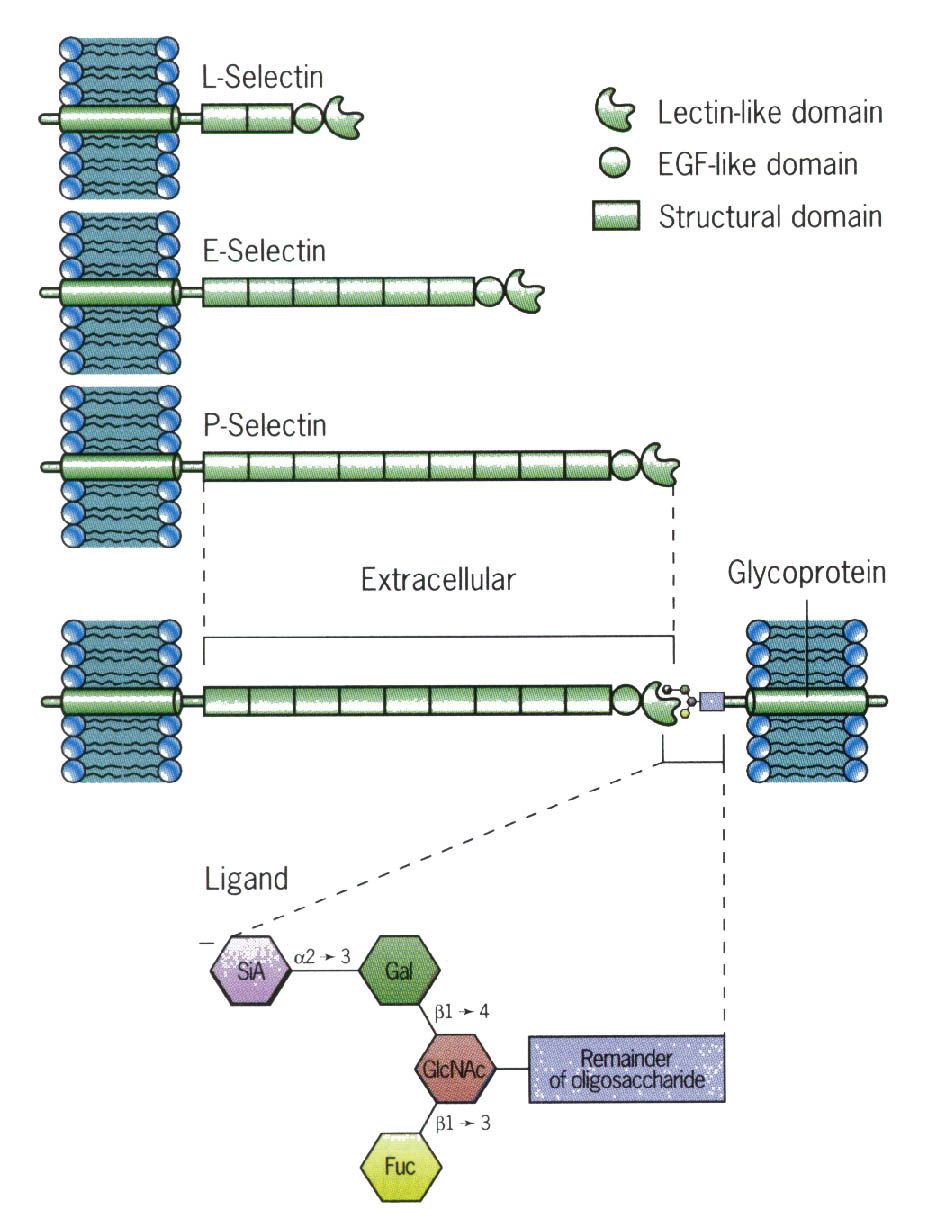 L-Selectin
Lectin-like domain
EGF-like domain
Structural domain
E-Selectin
P-Selectin
Extracellular
Glycoprotein
Ligand
–
SiA
α2 → 3
Gal
β1 → 4
GlcNAc
Remainder
of oligosaccharide
β1 → 3
Fuc